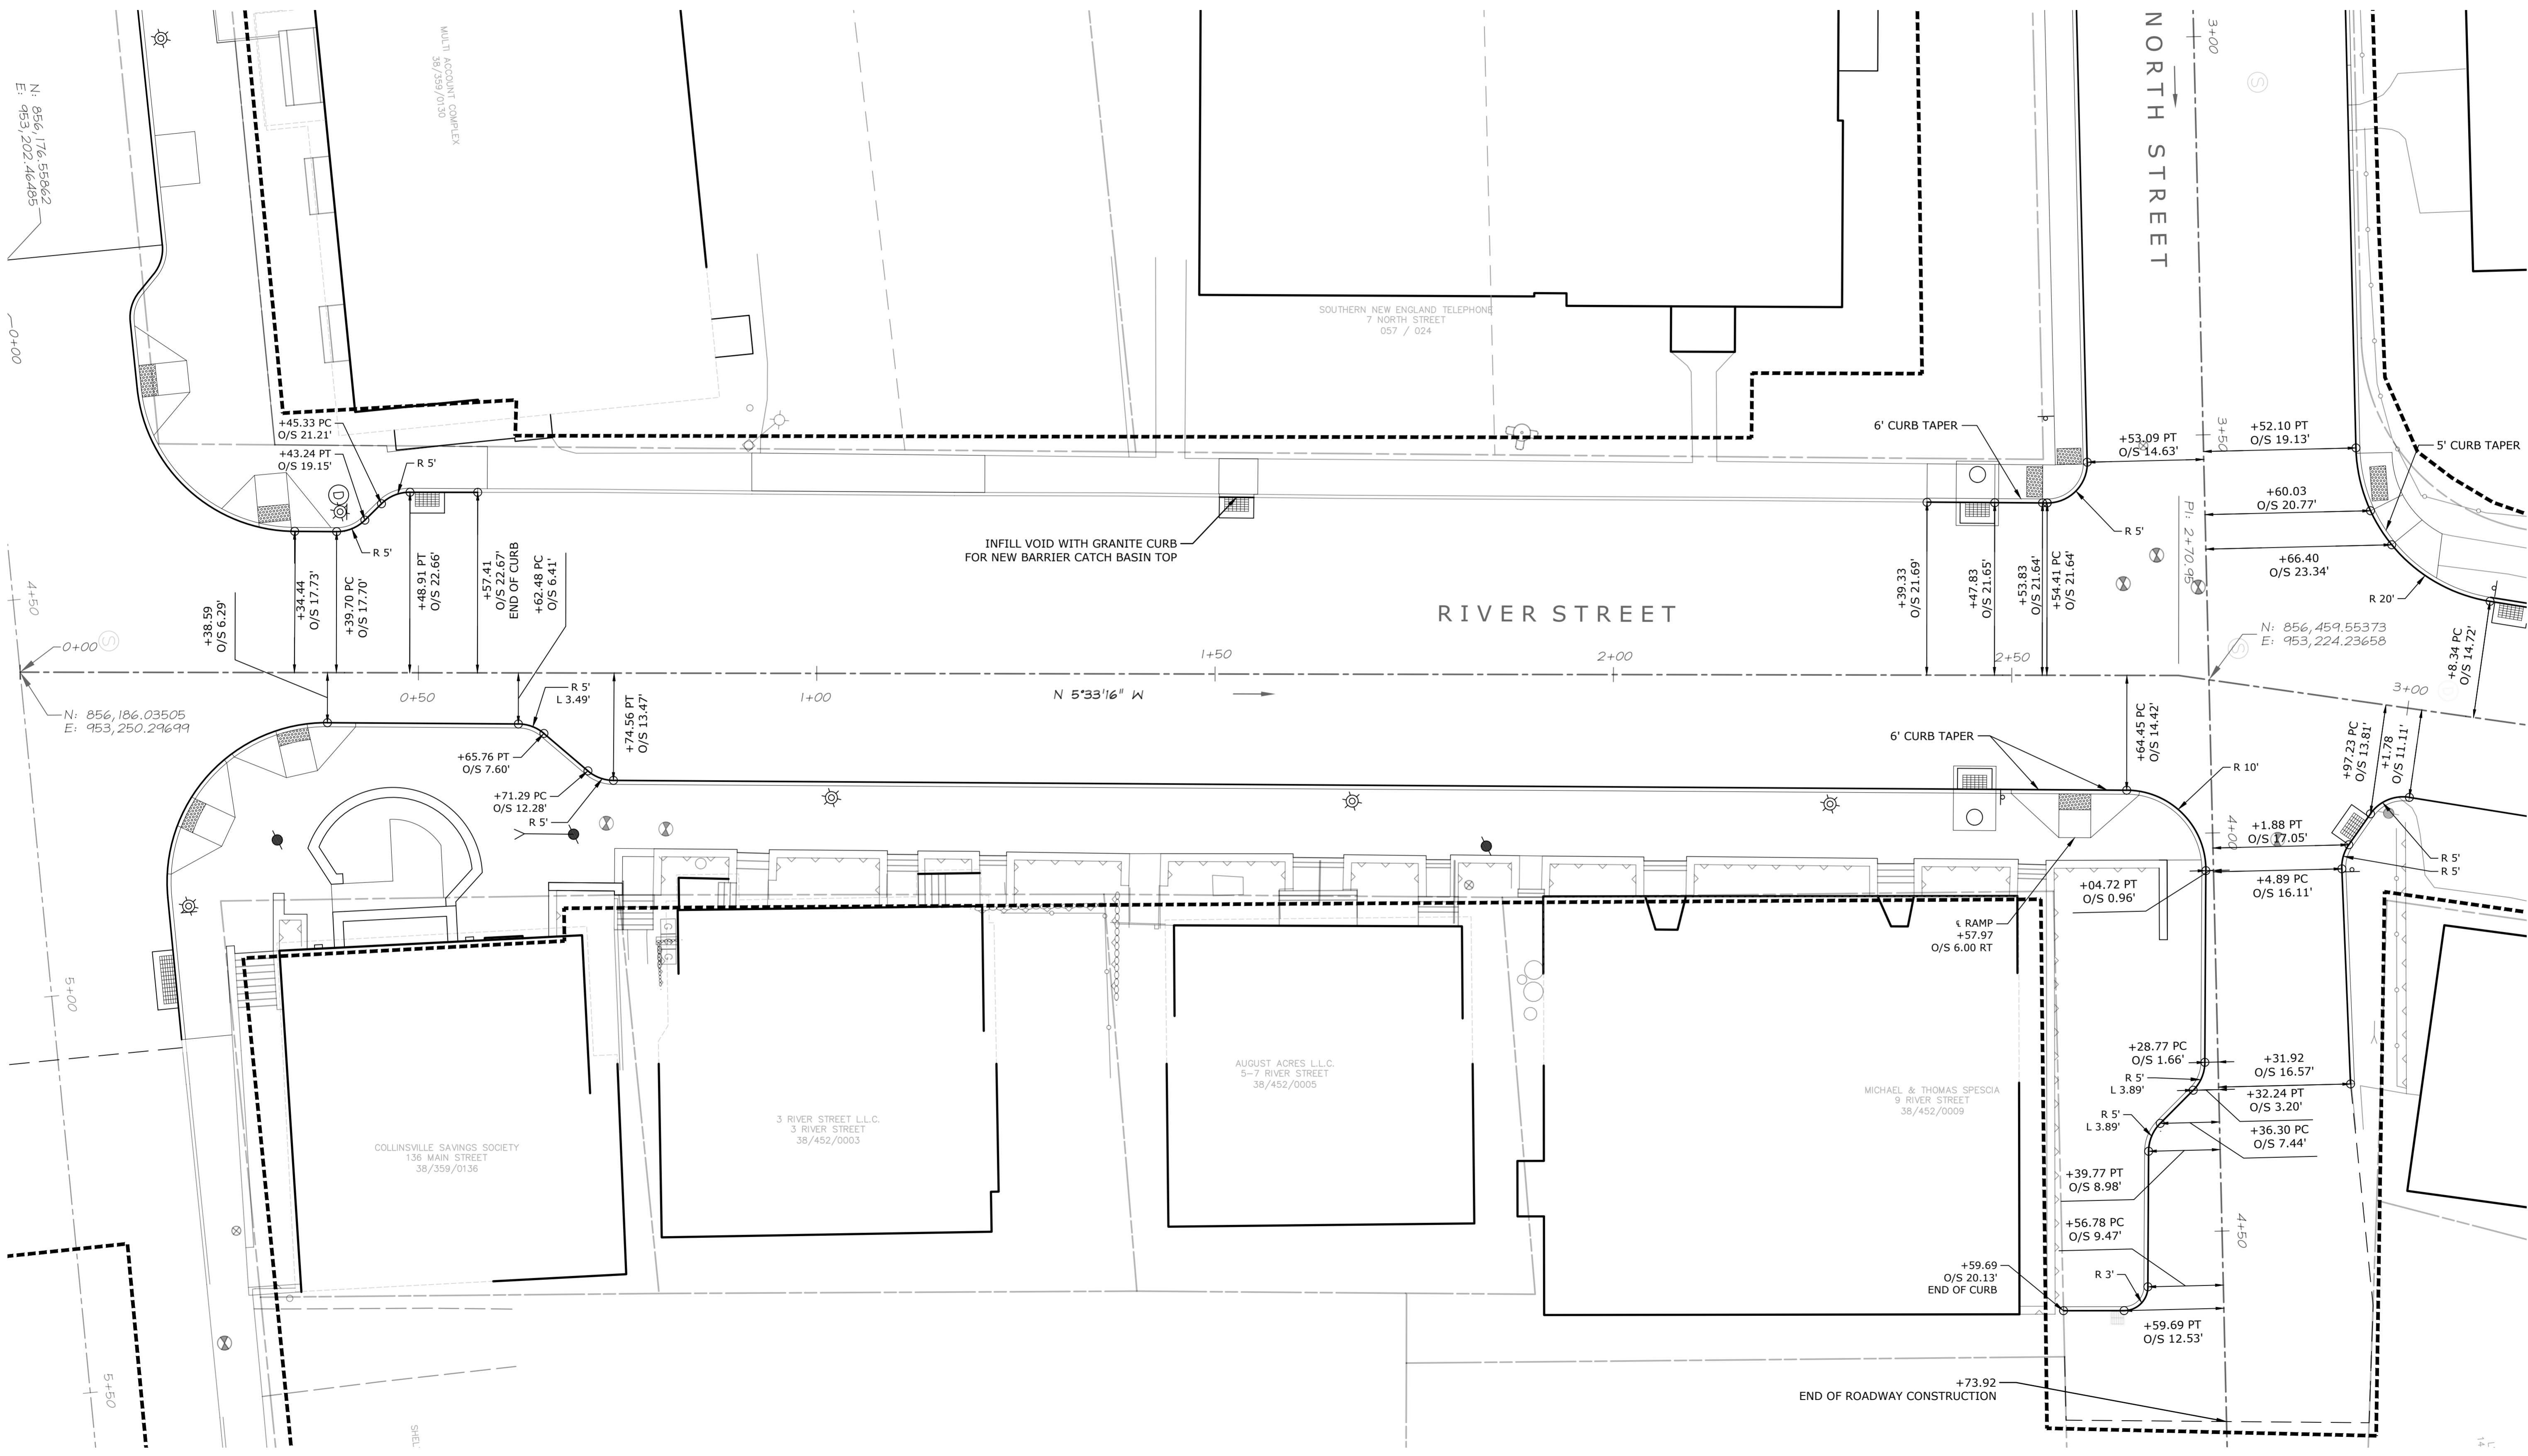 N: 856,176.55862
E: 953,202.46485
0+00
MULTI ACCOUNT COMPLEX
38/359/0130
SOUTHERN NEW ENGLAND TELEPHONE
7 NORTH STREET
057 / 024
NORTH STREET
3+00
3+50
S
+45.33 PC
O/S 21.21'
+43.24 PT
O/S 19.15'
R 5'
D
R 5'
+34.44
O/S 17.73'
+39.70 PC
O/S 17.70'
+48.91 PT
O/S 22.66'
+57.41
O/S 22.67'
END OF CURB
+62.48 PC
O/S 6.41'
+38.59
O/S 6.29'
INFILL VOID WITH GRANITE CURB
FOR NEW BARRIER CATCH BASIN TOP
6' CURB TAPER
+53.09 PT
O/S 14.63'
+52.10 PT
O/S 19.13'
5' CURB TAPER
+60.03
O/S 20.77'
+66.40
O/S 23.34'
R 5'
R 20'
PI: 2+70.95
+39.33
O/S 21.69'
+47.83
O/S 21.65'
+53.83
O/S 21.64'
+54.41 PC
O/S 21.64'
RIVER STREET
4+50
0+00
S
N: 856,186.03505
E: 953,250.29699
0+50
1+00
N 5°33'16" W
1+50
2+00
2+50
N: 856,459.55373
E: 953,224.23658
S
3+00
+8.34 PC
O/S 14.72'
R 5'
L 3.49'
+74.56 PT
O/S 13.47'
+65.76 PT
O/S 7.60'
+71.29 PC
O/S 12.28'
R 5'
6' CURB TAPER
+64.45 PC
O/S 14.42'
R 10'
+97.23 PC
O/S 13.81'
+1.78
O/S 11.11'
4+00
+1.88 PT
O/S 17.05'
R 5'
R 5'
+4.89 PC
O/S 16.11'
+04.72 PT
O/S 0.96'
℄ RAMP
+57.97
O/S 6.00 RT
G
G
G
5+00
COLLINSVILLE SAVINGS SOCIETY
136 MAIN STREET
38/359/0136
3 RIVER STREET L.L.C.
3 RIVER STREET
38/452/0003
AUGUST ACRES L.L.C.
5-7 RIVER STREET
38/452/0005
MICHAEL & THOMAS SPESCIA
9 RIVER STREET
38/452/0009
+28.77 PC
O/S 1.66'
R 5'
L 3.89'
+31.92
O/S 16.57'
+32.24 PT
O/S 3.20'
R 5'
L 3.89'
+36.30 PC
O/S 7.44'
+39.77 PT
O/S 8.98'
+56.78 PC
O/S 9.47'
4+50
+59.69
O/S 20.13'
END OF CURB
R 3'
+59.69 PT
O/S 12.53'
+73.92
END OF ROADWAY CONSTRUCTION
5+50
SHEL